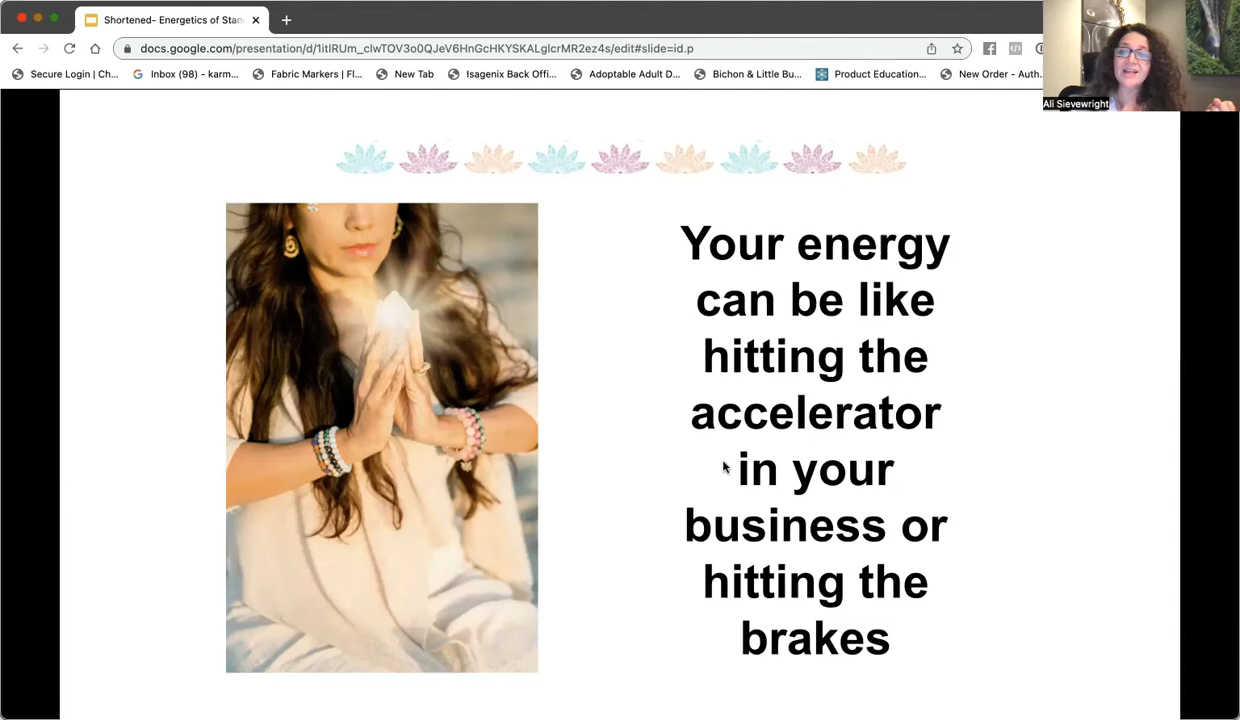 Shortened- Energetics of Stan
docs.google.com/presentation/d/1itlRUm_clwTOV3o0QJeV6HnGcHKYSKALglcrMR2ez4s/edit#slide=id.p
Secure Login | Ch...
Inbox (98) - karm...
Fabric Markers | Fl...
New Tab
Isagenix Back Offi...
Adoptable Adult D...
Bichon & Little Bu...
Product Education...
New Order - Auth.
Ali Sievewright
Your energy
can be like
hitting the
accelerator
in your
business or
hitting the
brakes